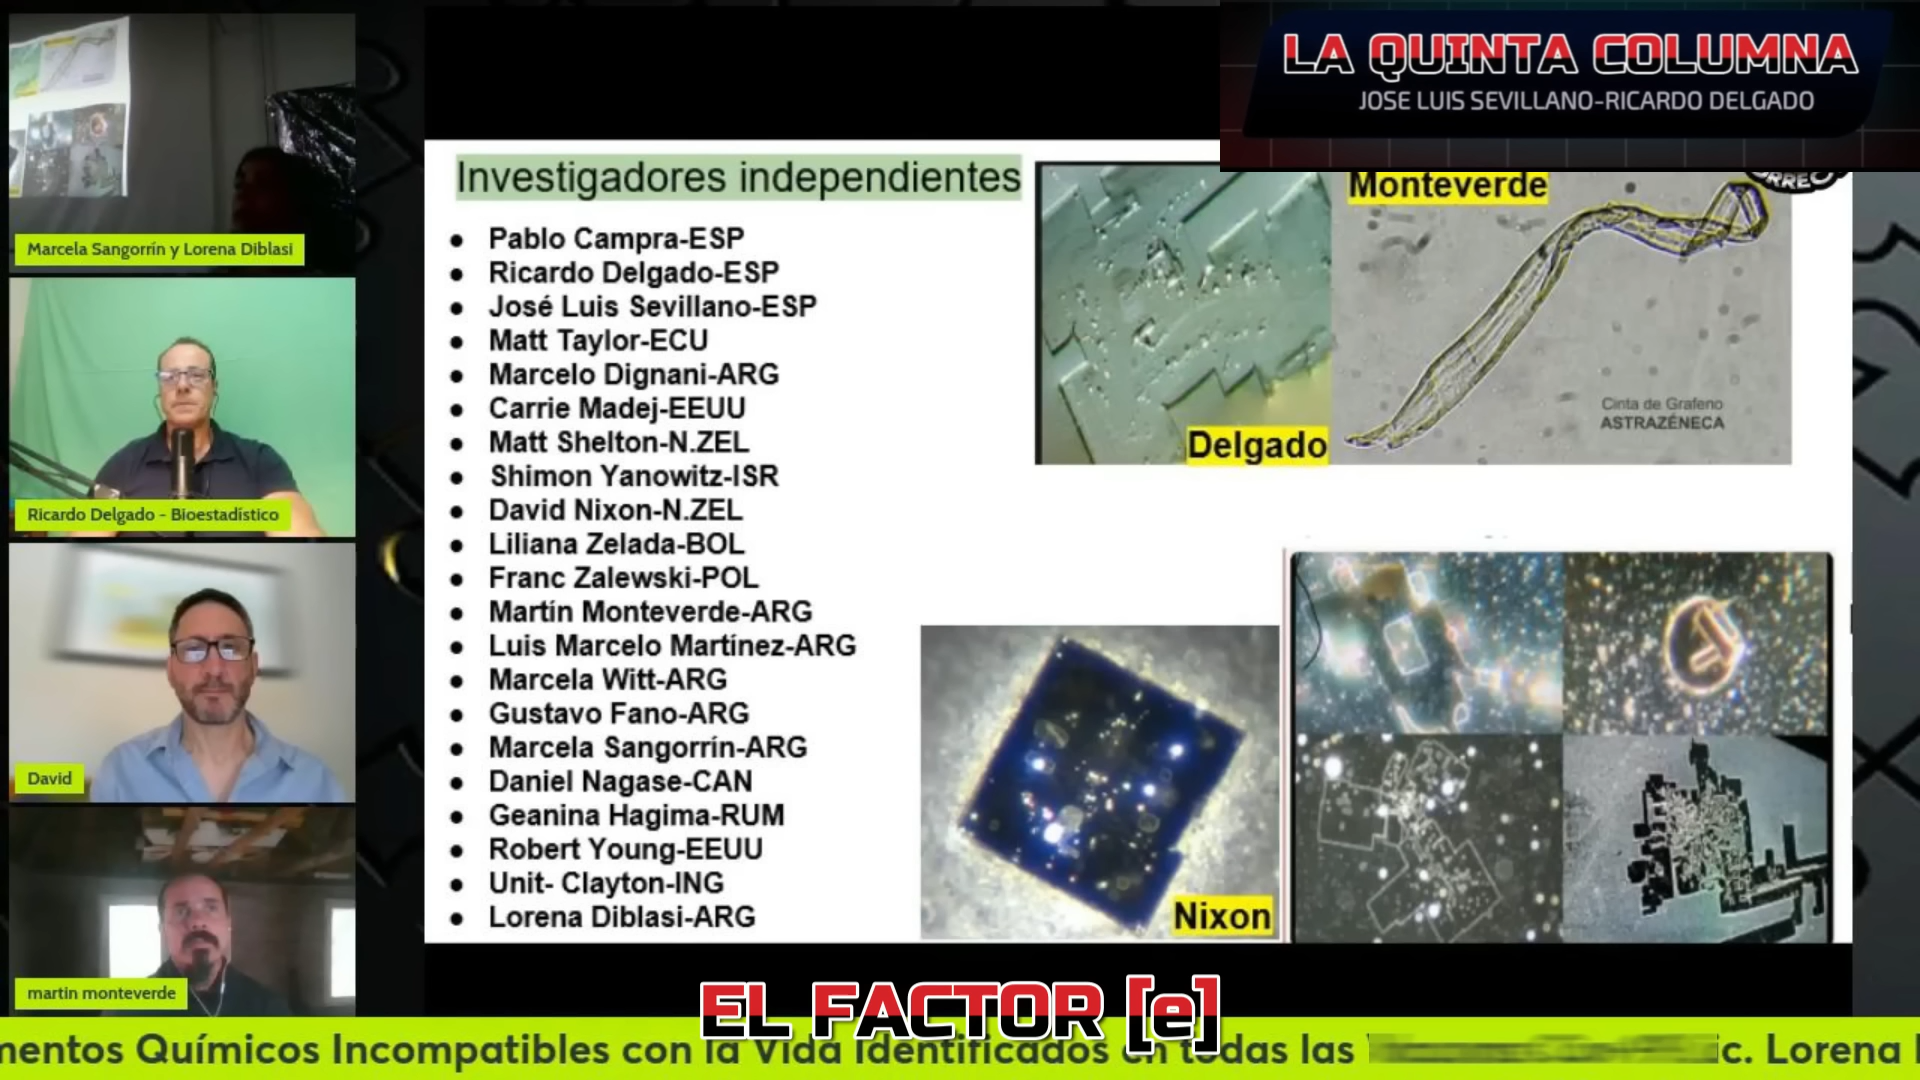 LA QUINTA COLUMNA
JOSE LUIS SEVILLANO-RICARDO DELGADO
Investigadores independientes
• Pablo Campra-ESP
• Ricardo Delgado-ESP
• José Luis Sevillano-ESP
• Matt Taylor-ECU
• Marcelo Dignani-ARG
• Carrie Madej-EEUU
• Matt Shelton-N.ZEL
• Shimon Yanowitz-ISR
• David Nixon-N.ZEL
• Liliana Zelada-BOL
• Franc Zalewski-POL
• Martín Monteverde-ARG
• Luis Marcelo Martínez-ARG
• Marcela Witt-ARG
• Gustavo Fano-ARG
• Marcela Sangorrín-ARG
• Daniel Nagase-CAN
• Geanina Hagima-RUM
• Robert Young-EEUU
• Unit- Clayton-ING
• Lorena Diblasi-ARG
Delgado
Monteverde
Cinta de Grafeno
ASTRAZÉNECA
Nixon
Marcela Sangorrín y Lorena Diblasi
Ricardo Delgado - Bioestadístico
David
martin monteverde
EL FACTOR [e]
mentos Químicos Incompatibles con la Vida Identificados en todas las ic. Lorena